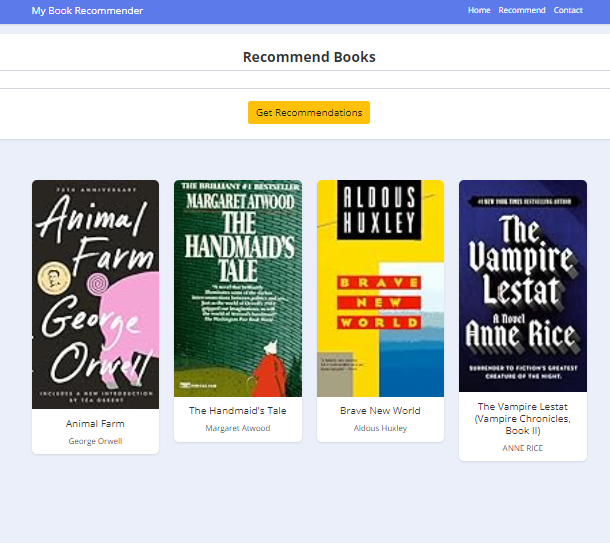 My Book Recommender
Home Recommend Contact
Recommend Books
Get Recommendations
75TH ANNIVERSARY
Animal
Farm
George
Orwell
INCLUDES A NEW INTRODUCTION
BY TÉA OBREHT
THE BRILLIANT #1 BESTSELLER
MARGARET ATWOOD
THE
HANDMAID'S
TALE
ALDOUS
HUXLEY
BRAVE
NEW
WORLD
#1 NEW YORK TIMES BESTSELLING AUTHOR
The
Vampire
Lestat
A Novel
Anne Rice
SURRENDER TO FICTION'S GREATEST
CREATURE OF THE NIGHT.
Animal Farm
George Orwell
The Handmaid's Tale
Margaret Atwood
Brave New World
Aldous Huxley
The Vampire Lestat
(Vampire Chronicles,
Book II)
ANNE RICE